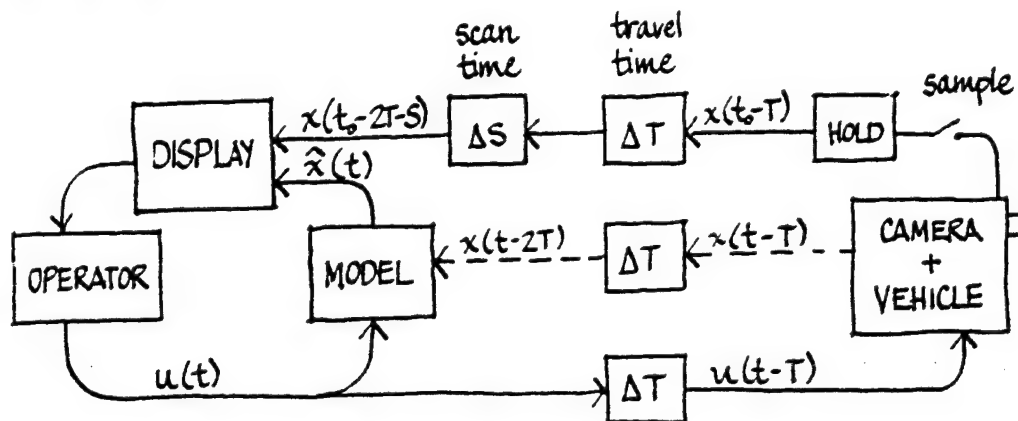 scan
time
travel
time
sample
x(t₀-2T-S)
ΔS
ΔT
x(t₀-T)
HOLD
DISPLAY
x̂(t)
OPERATOR
MODEL
x(t-2T)
ΔT
x(t-T)
CAMERA
+
VEHICLE
u(t)
ΔT
u(t-T)